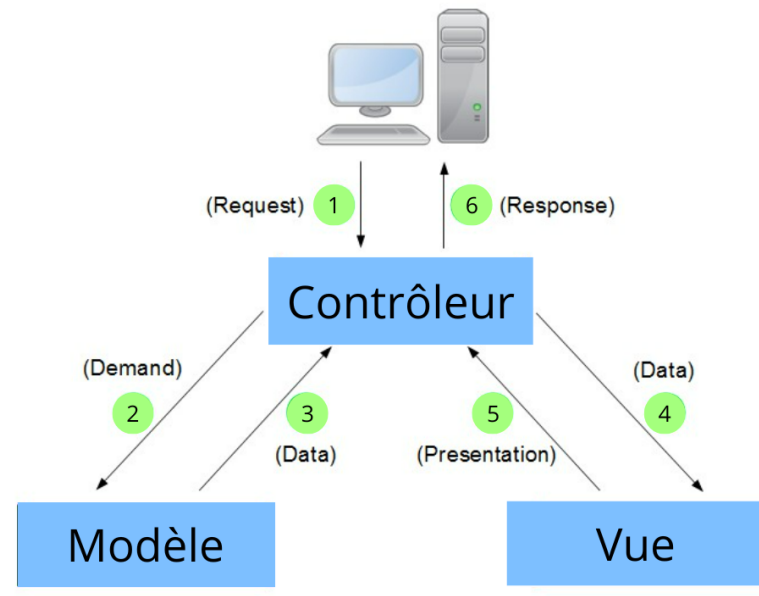 (Request) 1
6 (Response)
Contrôleur
(Demand)
2
3
(Data)
5
(Presentation)
(Data)
4
Modèle
Vue